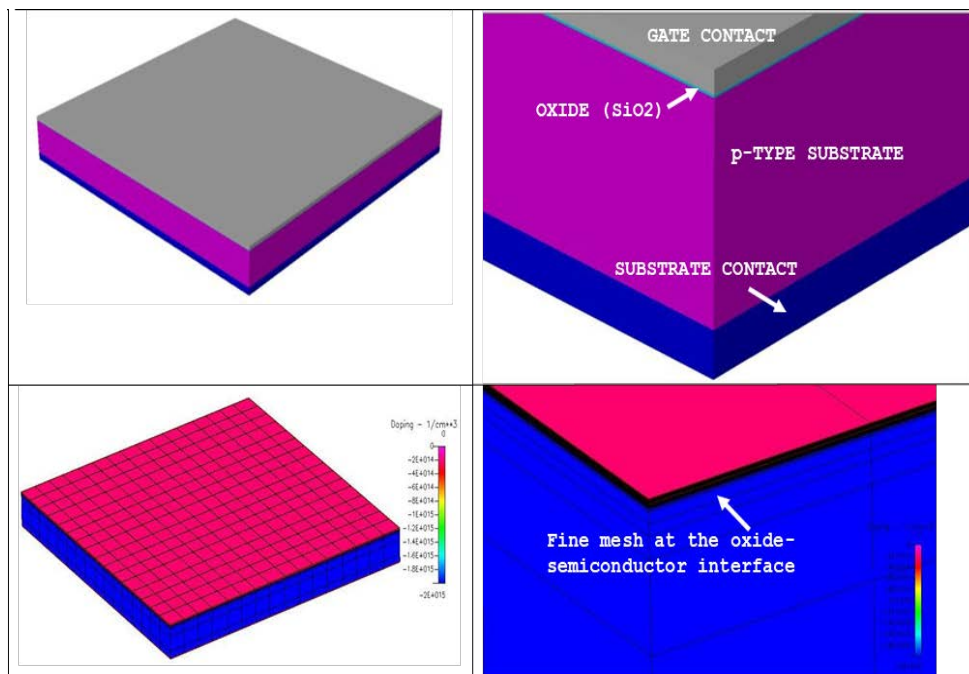 GATE CONTACT
OXIDE (SiO2)
p-TYPE SUBSTRATE
SUBSTRATE CONTACT
Doping - 1/cm**3
0
0
-2E+014
-4E+014
-6E+014
-8E+014
-1E+015
-1.2E+015
-1.4E+015
-1.6E+015
-1.8E+015
-2E+015
Fine mesh at the oxide-
semiconductor interface